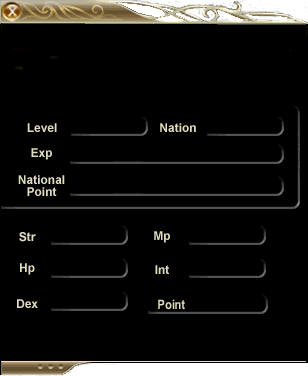 Level Nation
Exp
National
Point
Str Mp
Hp Int
Dex Point